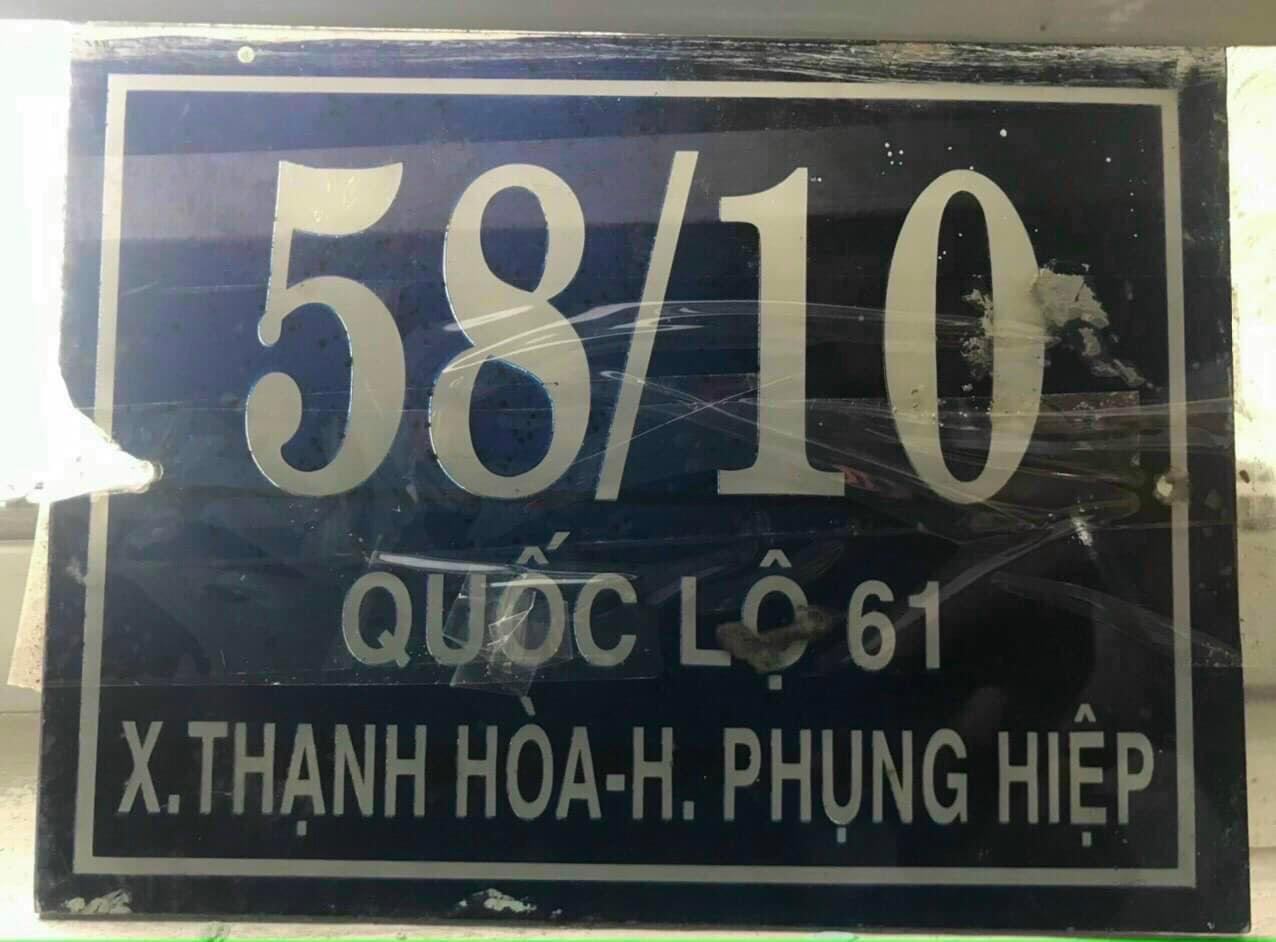 58/10
QUỐC LỘ 61
X.THẠNH HÒA-H. PHỤNG HIỆP